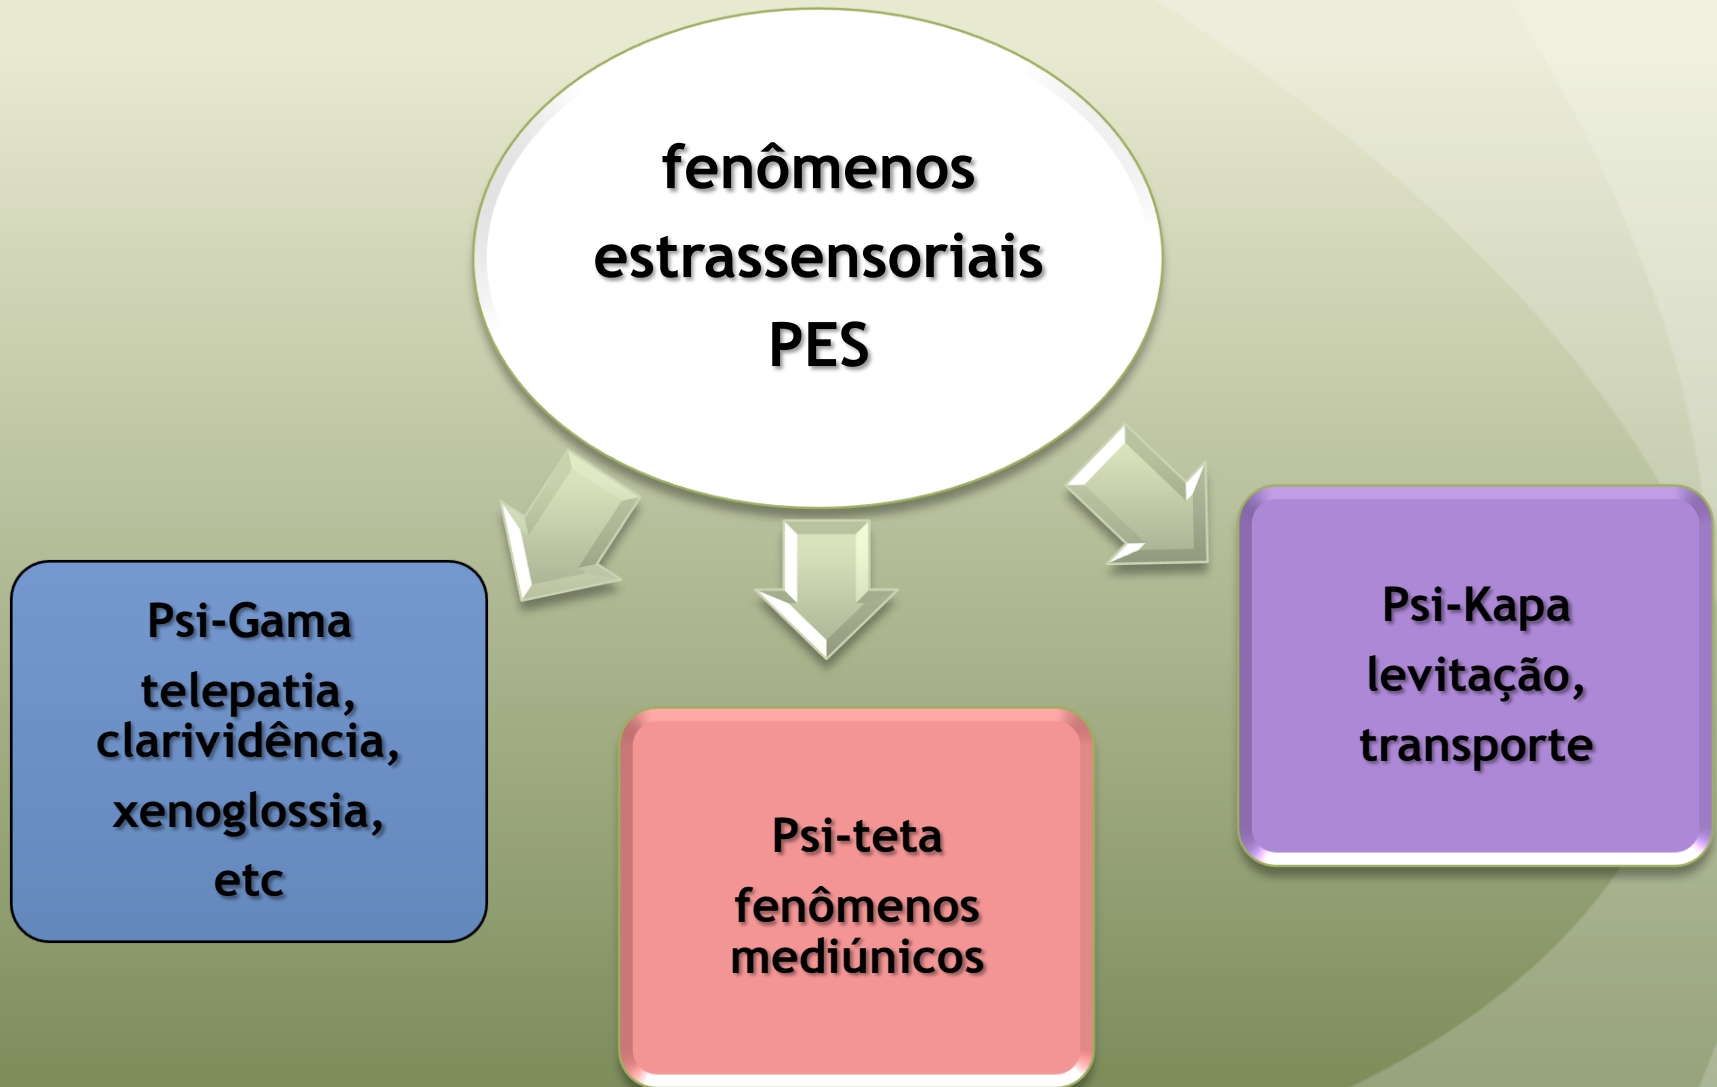 fenômenos
estrassensoriais
PES
Psi-Gama
telepatia,
clarividência,
xenoglossia,
etc
Psi-teta
fenômenos
mediúnicos
Psi-Kapa
levitação,
transporte